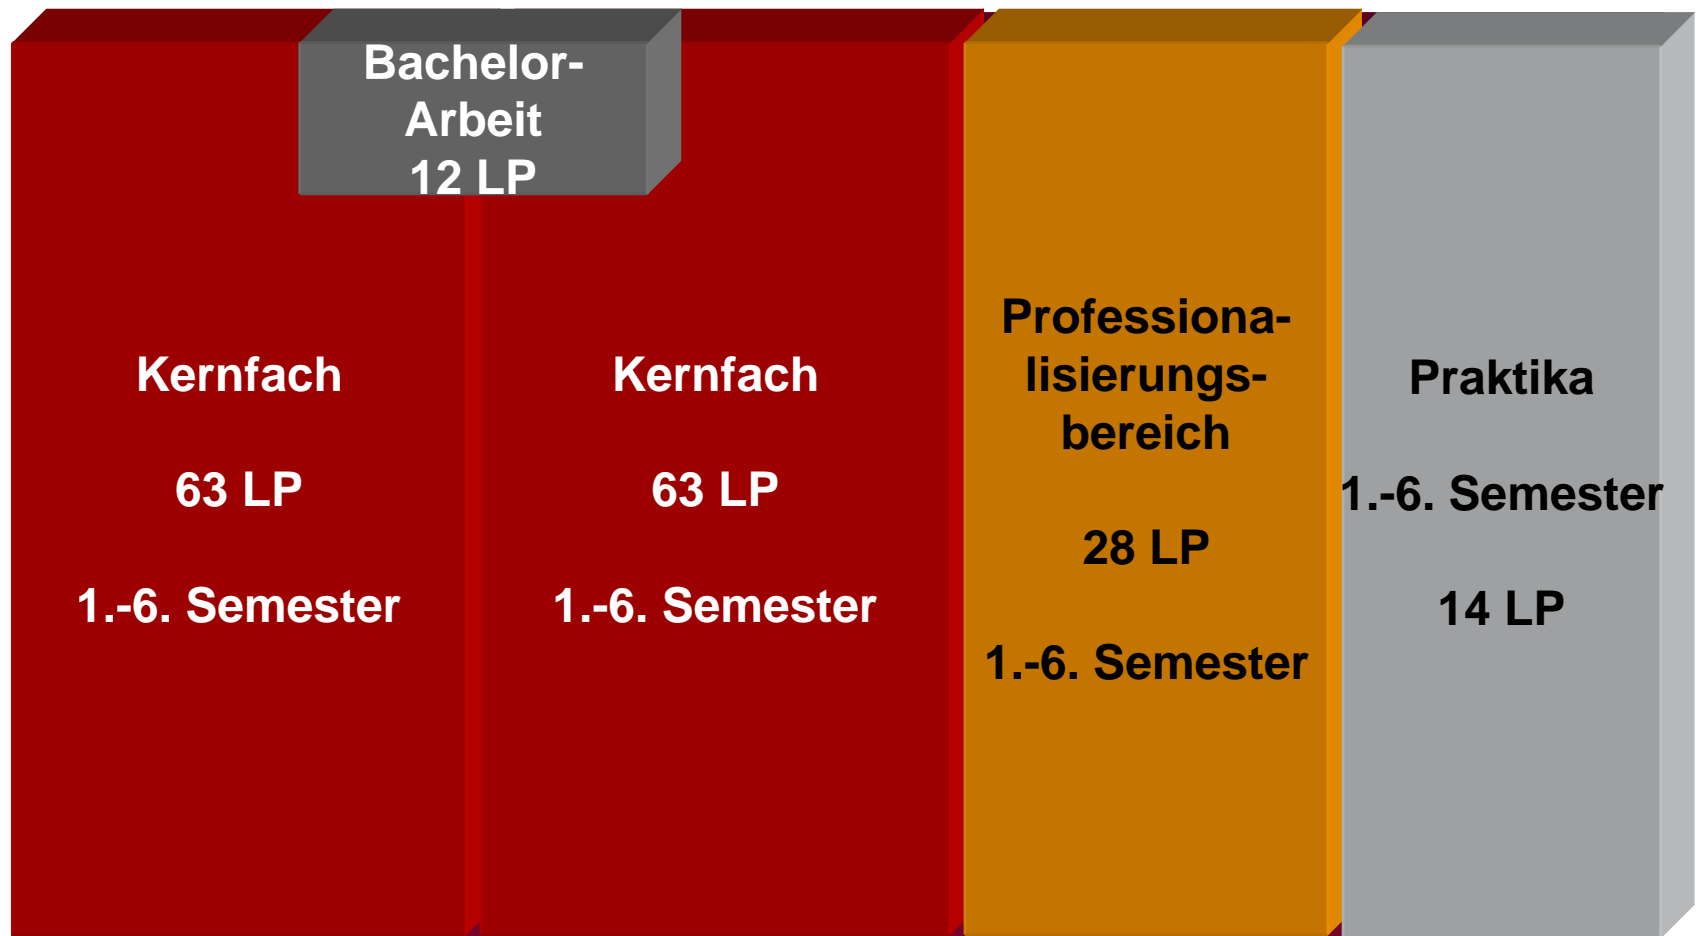 Bachelor-
Arbeit
12 LP
Kernfach
63 LP
1.-6. Semester
Kernfach
63 LP
1.-6. Semester
Professiona-
lisierungs-
bereich
28 LP
1.-6. Semester
Praktika
1.-6. Semester
14 LP